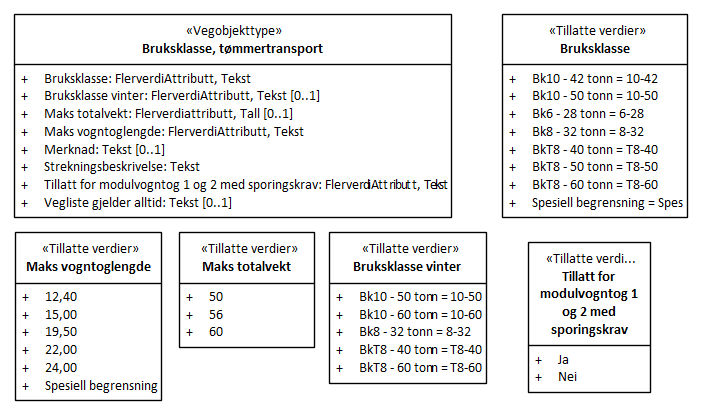 «Vegobjekttype»
Bruksklasse, tømmertransport
+ Bruksklasse: FlerverdiAttributt, Tekst
+ Bruksklasse vinter: FlerverdiAttributt, Tekst [0..1]
+ Maks totalvekt: FlerverdiAttributt, Tall [0..1]
+ Maks vogntoglengde: FlerverdiAttributt, Tekst
+ Merknad: Tekst [0..1]
+ Strekningsbeskrivelse: Tekst
+ Tillatt for modulvogntog 1 og 2 med sporingskrav: FlerverdiAttributt, Tekst
+ Vegliste gjelder alltid: Tekst [0..1]
«Tillatte verdier»
Bruksklasse
+ Bk10 - 42 tonn = 10-42
+ Bk10 - 50 tonn = 10-50
+ Bk6 - 28 tonn = 6-28
+ Bk8 - 32 tonn = 8-32
+ BkT8 - 40 tonn = T8-40
+ BkT8 - 50 tonn = T8-50
+ BkT8 - 60 tonn = T8-60
+ Spesiell begrensning = Spes
«Tillatte verdier»
Maks vogntoglengde
+ 12,40
+ 15,00
+ 19,50
+ 22,00
+ 24,00
+ Spesiell begrensning
«Tillatte verdier»
Maks totalvekt
+ 50
+ 56
+ 60
«Tillatte verdier»
Bruksklasse vinter
+ Bk10 - 50 tonn = 10-50
+ Bk10 - 60 tonn = 10-60
+ Bk8 - 32 tonn = 8-32
+ BkT8 - 40 tonn = T8-40
+ BkT8 - 60 tonn = T8-60
«Tillatte verdi...
Tillatt for
modulvogntog 1
og 2 med
sporingskrav
+ Ja
+ Nei